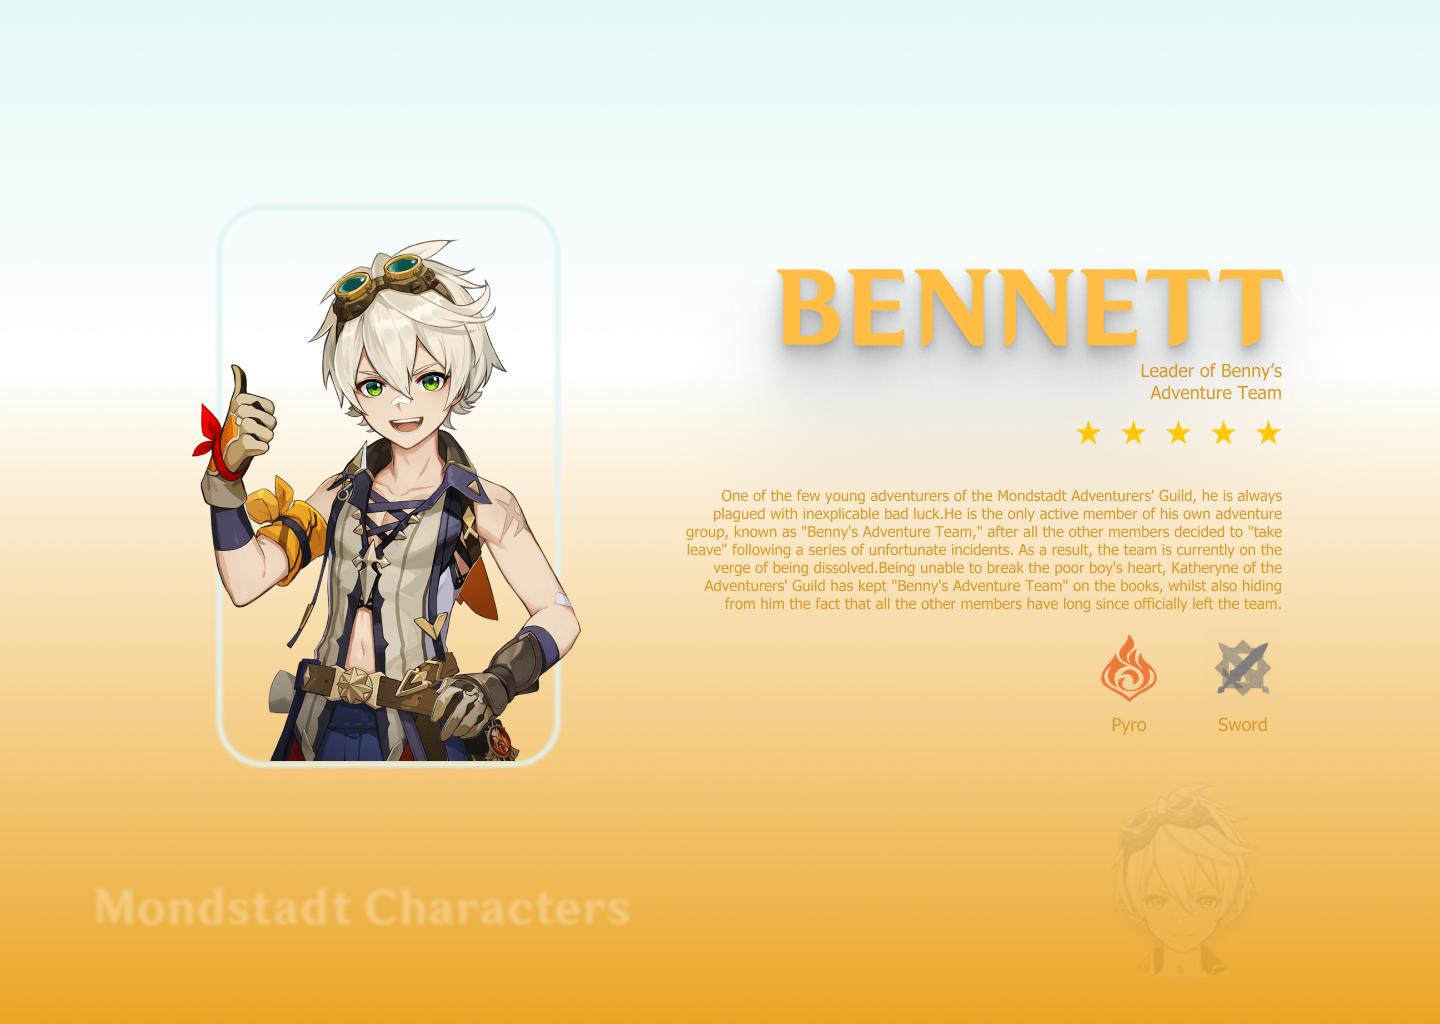 BENNETT
Leader of Benny’s
Adventure Team
One of the few young adventurers of the Mondstadt Adventurers' Guild, he is always
plagued with inexplicable bad luck.He is the only active member of his own adventure
group, known as "Benny's Adventure Team," after all the other members decided to "take
leave" following a series of unfortunate incidents. As a result, the team is currently on the
verge of being dissolved.Being unable to break the poor boy's heart, Katheryne of the
Adventurers' Guild has kept "Benny's Adventure Team" on the books, whilst also hiding
from him the fact that all the other members have long since officially left the team.
Pyro
Sword
Mondstadt Characters